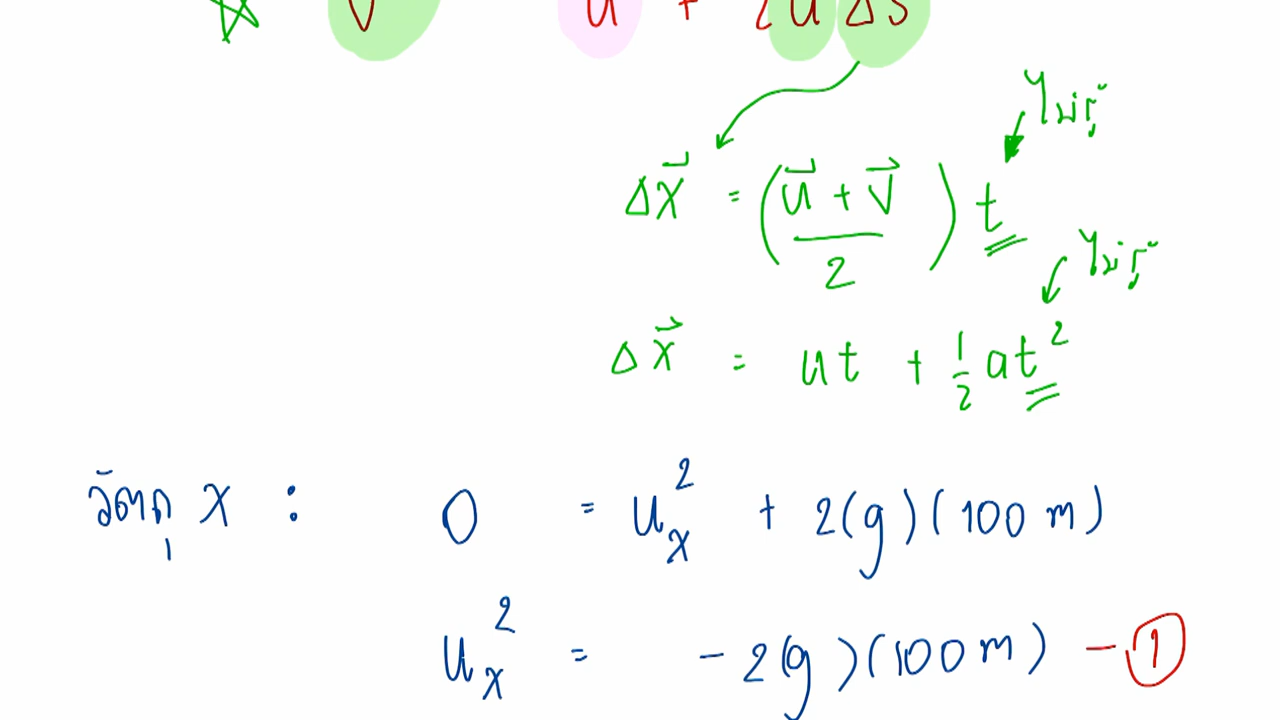 ไม่รู้
Δx⃗ = (u⃗ + v⃗ / 2) t
ไม่รู้
Δx⃗ = ut + ½at²
วัตถุ x : 0 = uₓ² + 2(g)(100 m)
uₓ² = - 2(g)(100 m) - ①